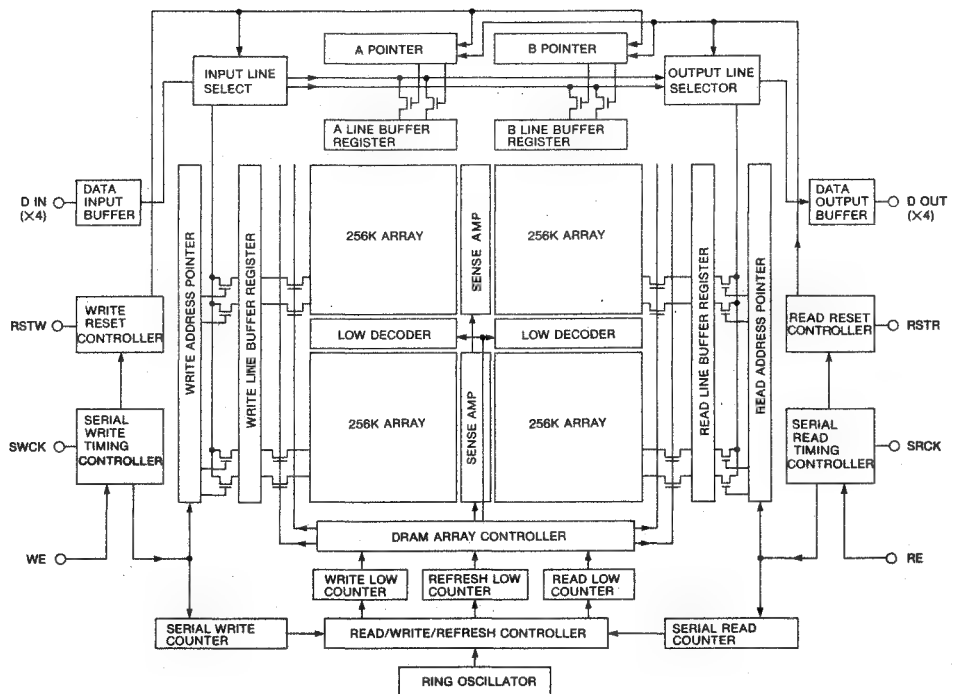 A POINTER
B POINTER
INPUT LINE
SELECT
OUTPUT LINE
SELECTOR
A LINE BUFFER
REGISTER
B LINE BUFFER
REGISTER
D IN
(×4)
DATA
INPUT
BUFFER
WRITE ADDRESS POINTER
WRITE LINE BUFFER REGISTER
256K ARRAY
SENSE AMP
256K ARRAY
READ LINE BUFFER REGISTER
READ ADDRESS POINTER
DATA
OUTPUT
BUFFER
D OUT
(×4)
RSTW
WRITE
RESET
CONTROLLER
LOW DECODER
LOW DECODER
READ RESET
CONTROLLER
RSTR
SWCK
SERIAL
WRITE
TIMING
CONTROLLER
256K ARRAY
SENSE AMP
256K ARRAY
SERIAL
READ
TIMING
CONTROLLER
SRCK
WE
DRAM ARRAY CONTROLLER
RE
WRITE LOW
COUNTER
REFRESH LOW
COUNTER
READ LOW
COUNTER
SERIAL WRITE
COUNTER
READ/WRITE/REFRESH CONTROLLER
SERIAL READ
COUNTER
RING OSCILLATOR